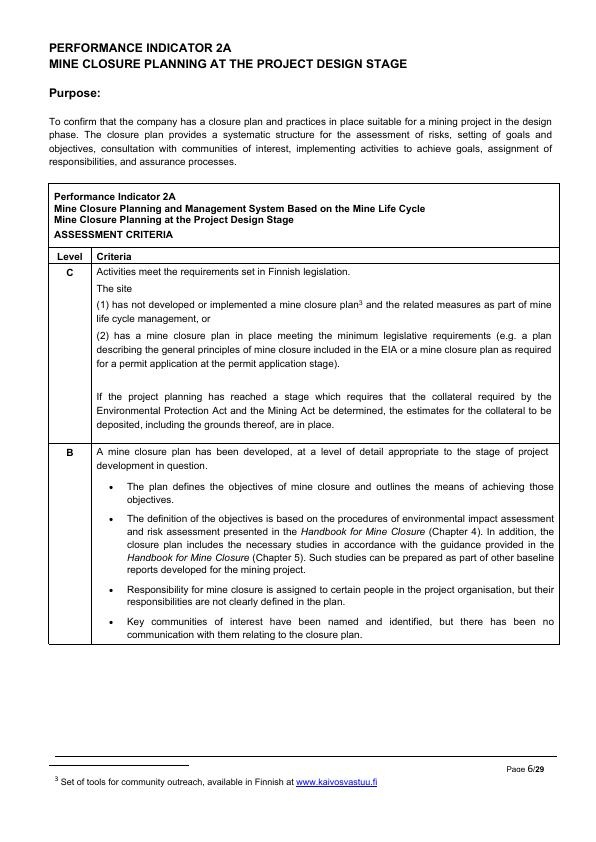 PERFORMANCE INDICATOR 2A
MINE CLOSURE PLANNING AT THE PROJECT DESIGN STAGE
Purpose:
To confirm that the company has a closure plan and practices in place suitable for a mining project in the design
phase. The closure plan provides a systematic structure for the assessment of risks, setting of goals and
objectives, consultation with communities of interest, implementing activities to achieve goals, assignment of
responsibilities, and assurance processes.
Performance Indicator 2A
Mine Closure Planning and Management System Based on the Mine Life Cycle
Mine Closure Planning at the Project Design Stage
ASSESSMENT CRITERIA
Level Criteria
C Activities meet the requirements set in Finnish legislation.
The site
(1) has not developed or implemented a mine closure plan³ and the related measures as part of mine
life cycle management, or
(2) has a mine closure plan in place meeting the minimum legislative requirements (e.g. a plan
describing the general principles of mine closure included in the EIA or a mine closure plan as required
for a permit application at the permit application stage).
If the project planning has reached a stage which requires that the collateral required by the
Environmental Protection Act and the Mining Act be determined, the estimates for the collateral to be
deposited, including the grounds thereof, are in place.
B A mine closure plan has been developed, at a level of detail appropriate to the stage of project
development in question.
• The plan defines the objectives of mine closure and outlines the means of achieving those
objectives.
• The definition of the objectives is based on the procedures of environmental impact assessment
and risk assessment presented in the Handbook for Mine Closure (Chapter 4). In addition, the
closure plan includes the necessary studies in accordance with the guidance provided in the
Handbook for Mine Closure (Chapter 5). Such studies can be prepared as part of other baseline
reports developed for the mining project.
• Responsibility for mine closure is assigned to certain people in the project organisation, but their
responsibilities are not clearly defined in the plan.
• Key communities of interest have been named and identified, but there has been no
communication with them relating to the closure plan.
Page 6/29
³ Set of tools for community outreach, available in Finnish at www.kaivosvastuu.fi